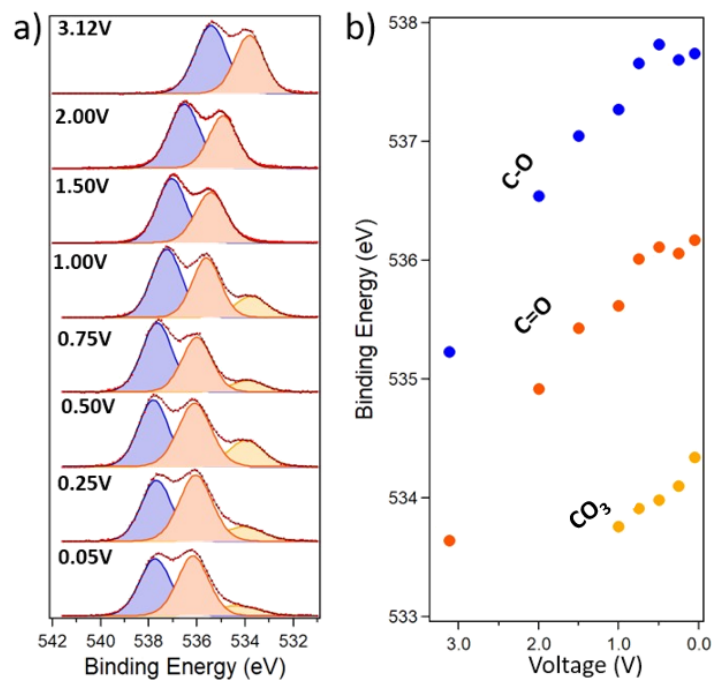 a)
3.12V
2.00V
1.50V
1.00V
0.75V
0.50V
0.25V
0.05V
542 540 538 536 534 532
Binding Energy (eV)
b)
538
537
536
535
534
533
Binding Energy (eV)
C-O
C=O
CO₃
3.0 2.0 1.0 0.0
Voltage (V)